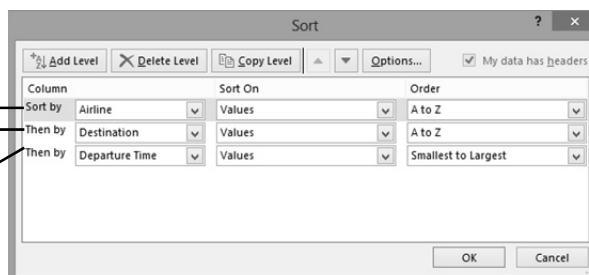 Sort
? ×
Add Level Delete Level Copy Level Options... My data has headers
Column Sort On Order
Sort by Airline Values A to Z
Then by Destination Values A to Z
Then by Departure Time Values Smallest to Largest
OK Cancel